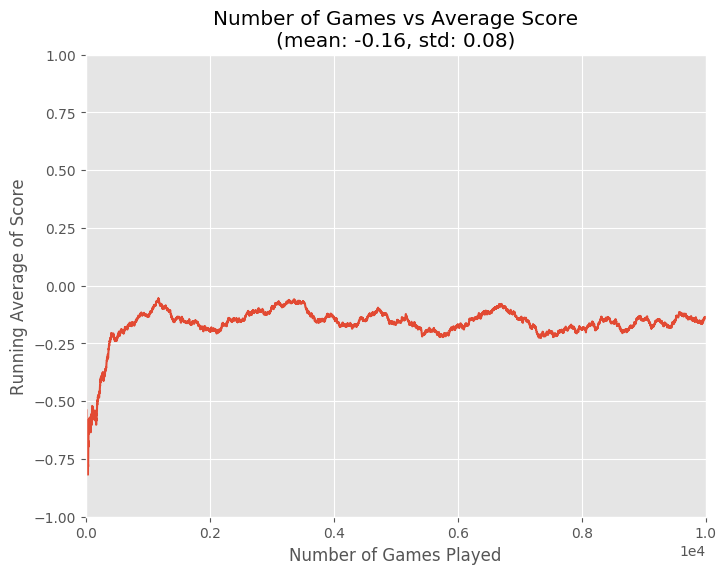 Number of Games vs Average Score
(mean: -0.16, std: 0.08)
1.00
0.75
0.50
0.25
0.00
−0.25
−0.50
−0.75
−1.00
Running Average of Score
0.0 0.2 0.4 0.6 0.8 1.0
1e4
Number of Games Played